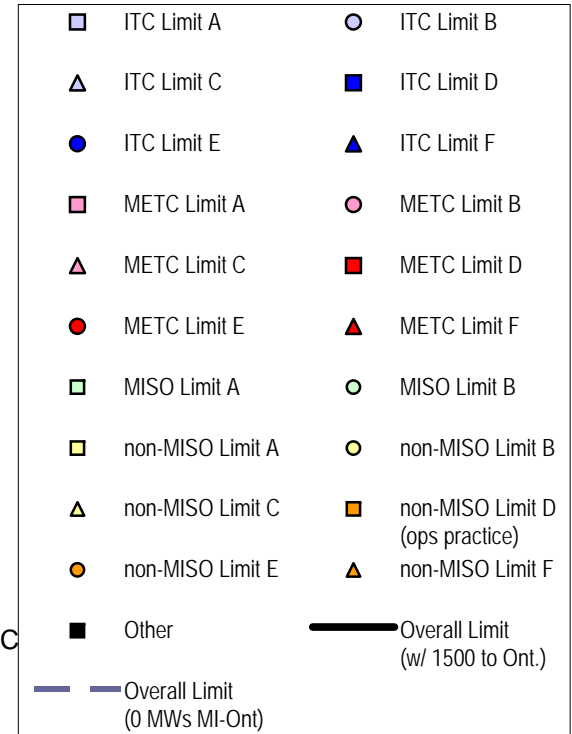 ITC Limit A ITC Limit B
ITC Limit C ITC Limit D
ITC Limit E ITC Limit F
METC Limit A METC Limit B
METC Limit C METC Limit D
METC Limit E METC Limit F
MISO Limit A MISO Limit B
non-MISO Limit A non-MISO Limit B
non-MISO Limit C non-MISO Limit D
(ops practice)
non-MISO Limit E non-MISO Limit F
C Other Overall Limit
(w/ 1500 to Ont.)
Overall Limit
(0 MWs MI-Ont)